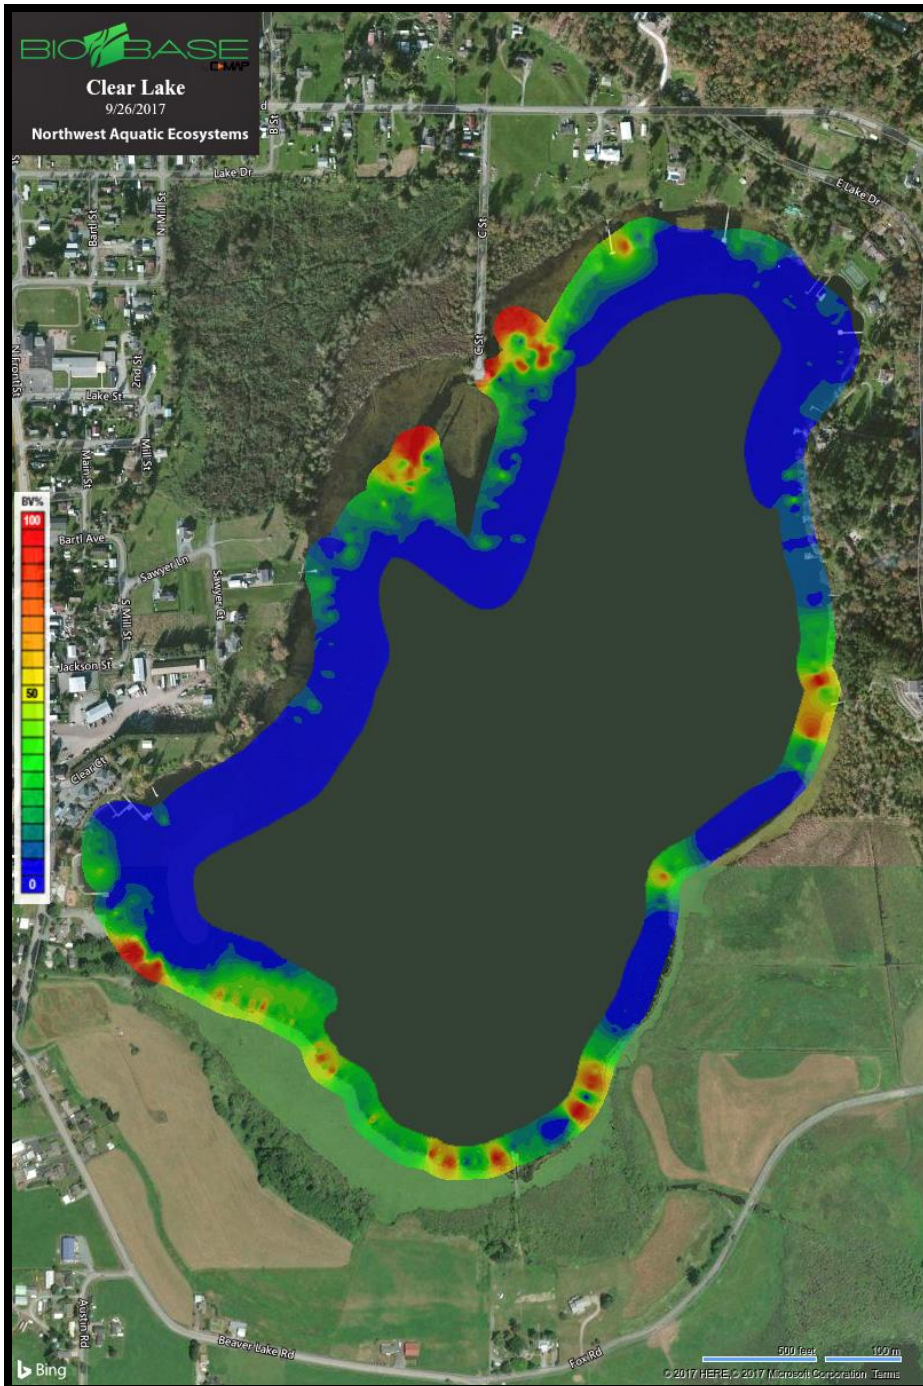 BIOBASE
by C-MAP
Clear Lake
9/26/2017
Northwest Aquatic Ecosystems
B St
Lake Dr
Bartl St
N Mill St
C St
E Lake Dr
C St
N Front St
2nd St
Lake St
Main St
Mill St
BV%
100
Bartl Ave
Sawyer Ln
Sawyer Ct
S Mill St
Jackson St
50
Clear Ct
0
Austin Rd
Beaver Lake Rd
Fox Rd
500 feet
100 m
Bing
© 2017 HERE,© 2017 Microsoft Corporation Terms